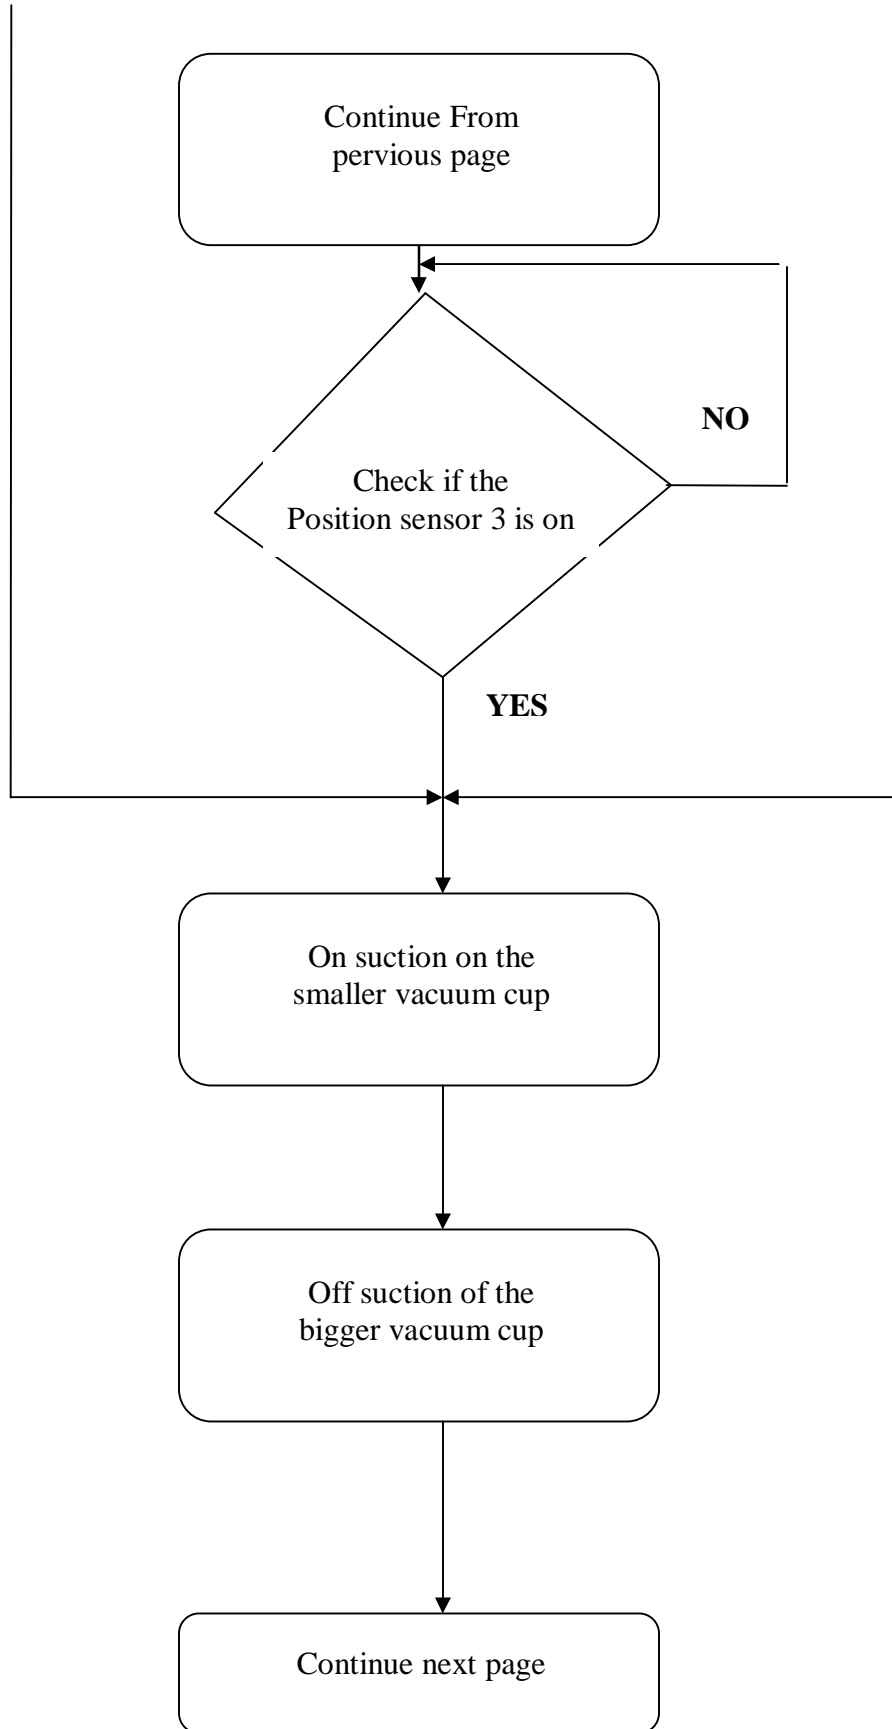 Continue From
pervious page
NO
Check if the
Position sensor 3 is on
YES
On suction on the
smaller vacuum cup
Off suction of the
bigger vacuum cup
Continue next page